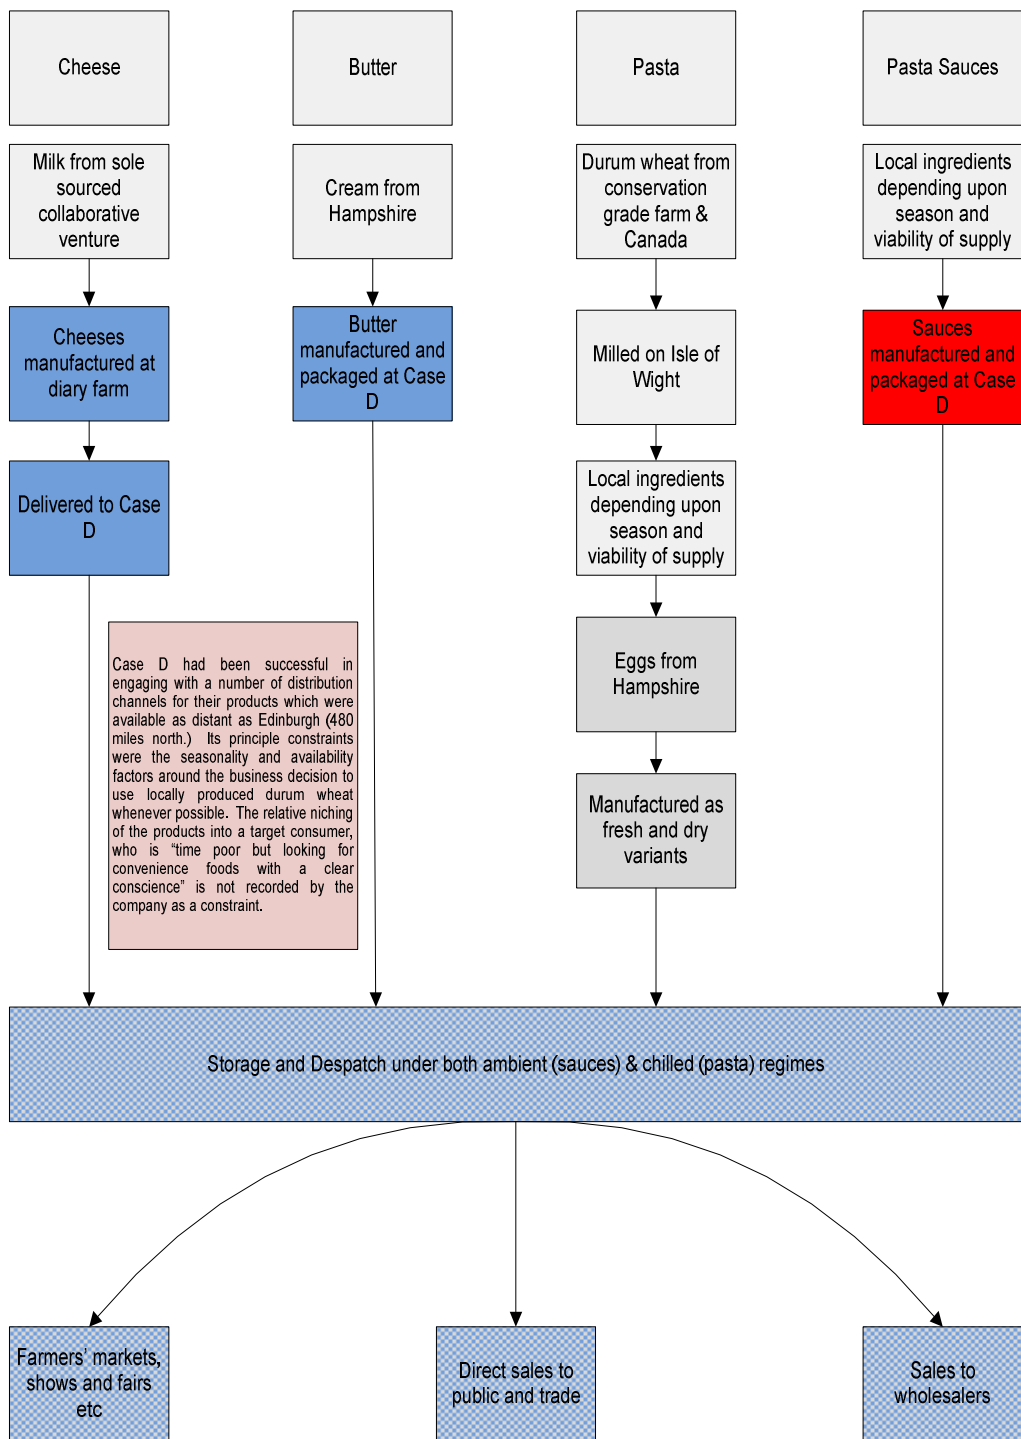 Cheese
Butter
Pasta
Pasta Sauces
Milk from sole
sourced
collaborative
venture
Cream from
Hampshire
Durum wheat from
conservation
grade farm &
Canada
Local ingredients
depending upon
season and
viability of supply
Cheeses
manufactured at
diary farm
Butter
manufactured and
packaged at Case
D
Milled on Isle of
Wight
Sauces
manufactured and
packaged at Case
D
Delivered to Case
D
Local ingredients
depending upon
season and
viability of supply
Eggs from
Hampshire
Manufactured as
fresh and dry
variants
Case D had been successful in
engaging with a number of distribution
channels for their products which were
available as distant as Edinburgh (480
miles north.) Its principle constraints
were the seasonality and availability
factors around the business decision to
use locally produced durum wheat
whenever possible. The relative niching
of the products into a target consumer,
who is “time poor but looking for
convenience foods with a clear
conscience” is not recorded by the
company as a constraint.
Storage and Despatch under both ambient (sauces) & chilled (pasta) regimes
Farmers’ markets,
shows and fairs
etc
Direct sales to
public and trade
Sales to
wholesalers